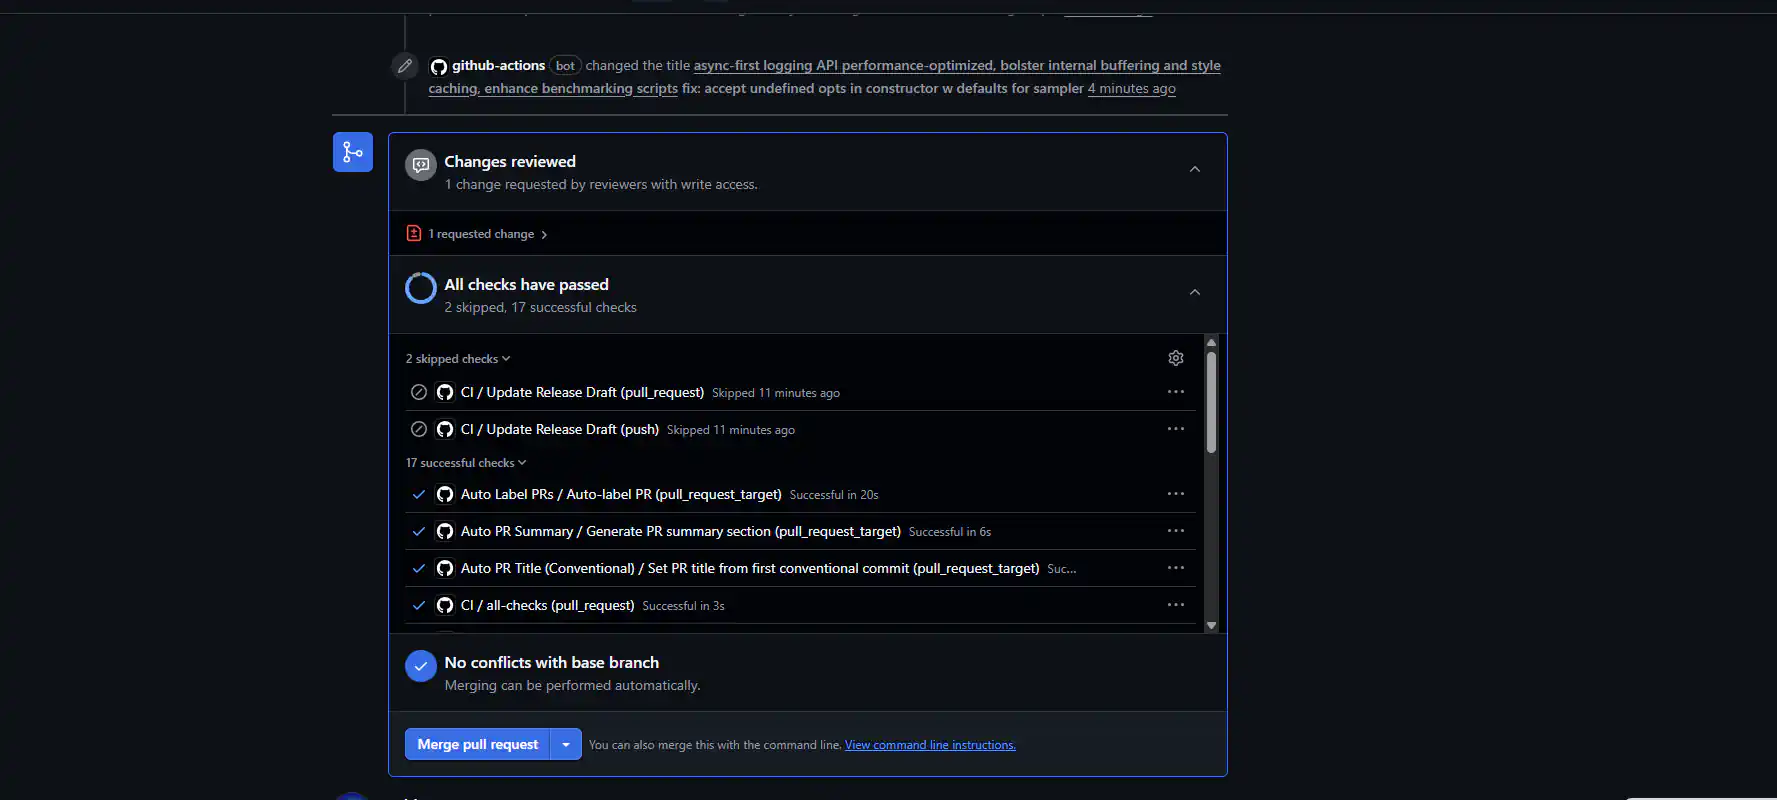 github-actions bot changed the title async-first logging API performance-optimized, bolster internal buffering and style
caching, enhance benchmarking scripts fix: accept undefined opts in constructor w defaults for sampler 4 minutes ago
Changes reviewed
1 change requested by reviewers with write access.
1 requested change
All checks have passed
2 skipped, 17 successful checks
2 skipped checks
CI / Update Release Draft (pull_request) Skipped 11 minutes ago
CI / Update Release Draft (push) Skipped 11 minutes ago
17 successful checks
Auto Label PRs / Auto-label PR (pull_request_target) Successful in 20s
Auto PR Summary / Generate PR summary section (pull_request_target) Successful in 6s
Auto PR Title (Conventional) / Set PR title from first conventional commit (pull_request_target) Suc...
CI / all-checks (pull_request) Successful in 3s
No conflicts with base branch
Merging can be performed automatically.
Merge pull request You can also merge this with the command line. View command line instructions.